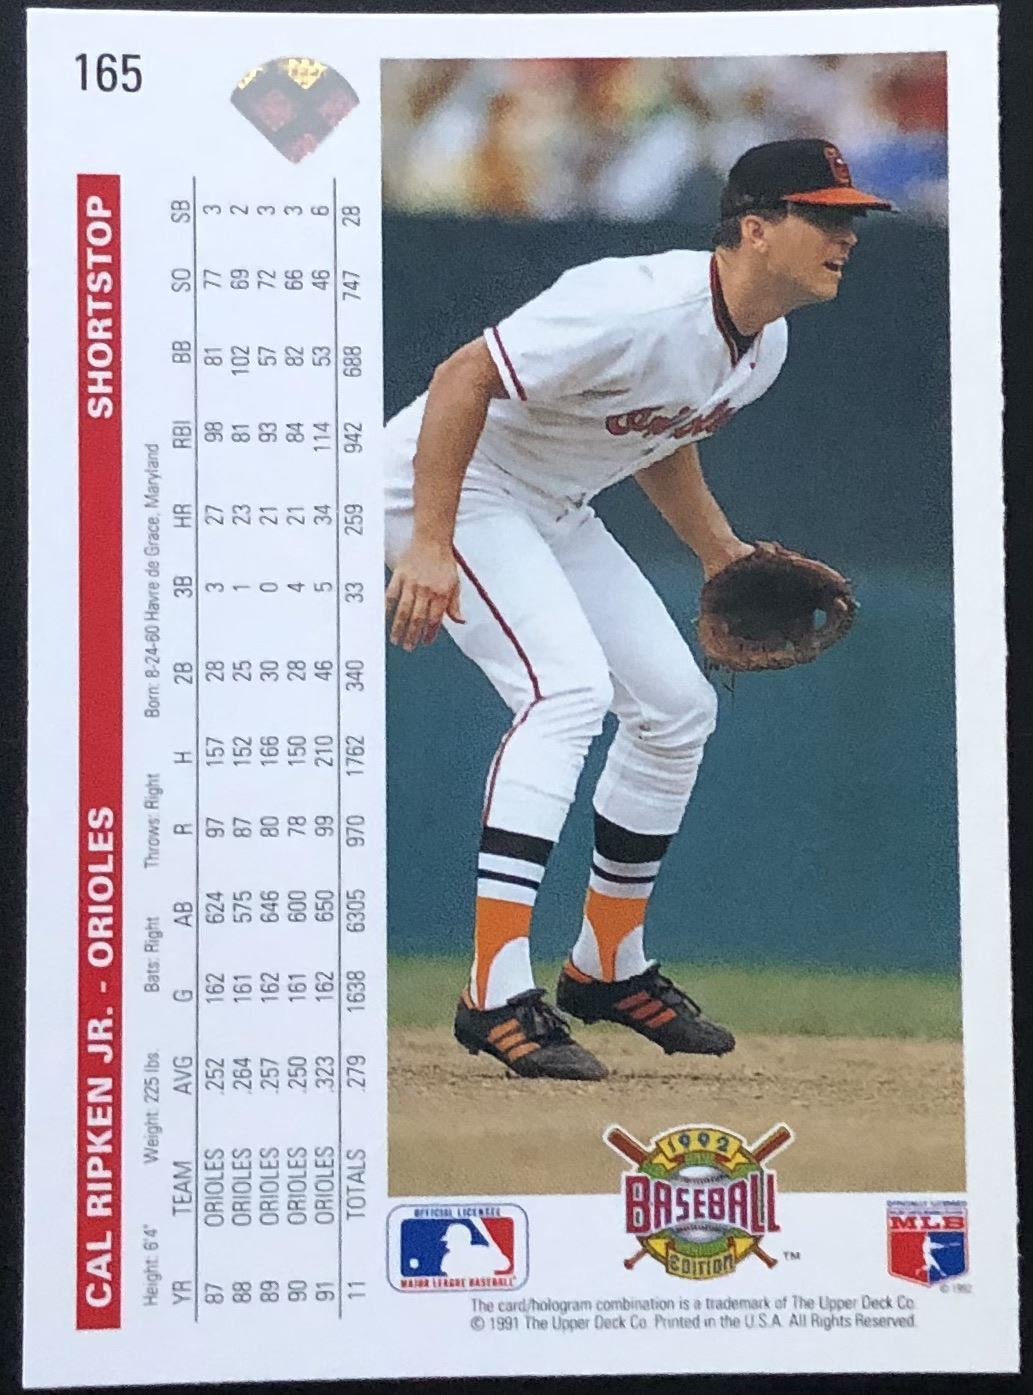 165
CAL RIPKEN JR. - ORIOLES SHORTSTOP
Height: 6'4" Weight: 225 lbs. Bats: Right Throws: Right Born: 8-24-60 Havre de Grace, Maryland
YR TEAM AVG G AB R H 2B 3B HR RBI BB SO SB
87 ORIOLES .252 162 624 97 157 28 3 27 98 81 77 3
88 ORIOLES .264 161 575 87 152 25 1 23 81 102 69 2
89 ORIOLES .257 162 646 80 166 30 0 21 93 57 72 3
90 ORIOLES .250 161 600 78 150 28 4 21 84 82 66 3
91 ORIOLES .323 162 650 99 210 46 5 34 114 53 46 6
11 TOTALS .279 1638 6305 970 1762 340 33 259 942 688 747 28
Orioles
OFFICIAL LICENSEE
MAJOR LEAGUE BASEBALL
1992
BASEBALL
EDITION
TM
MLB
© 1992
The card/hologram combination is a trademark of The Upper Deck Co.
© 1991 The Upper Deck Co. Printed in the U.S.A. All Rights Reserved.